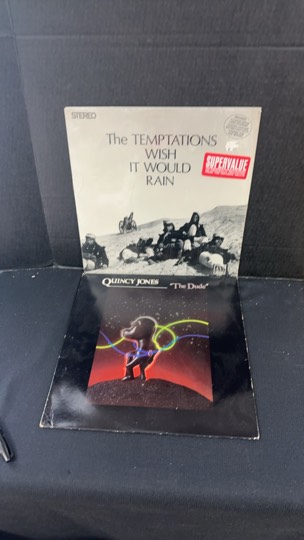 STEREO
The TEMPTATIONS
WISH
IT WOULD
RAIN
SUPERVALUE
QUINCY JONES
"The Dude"